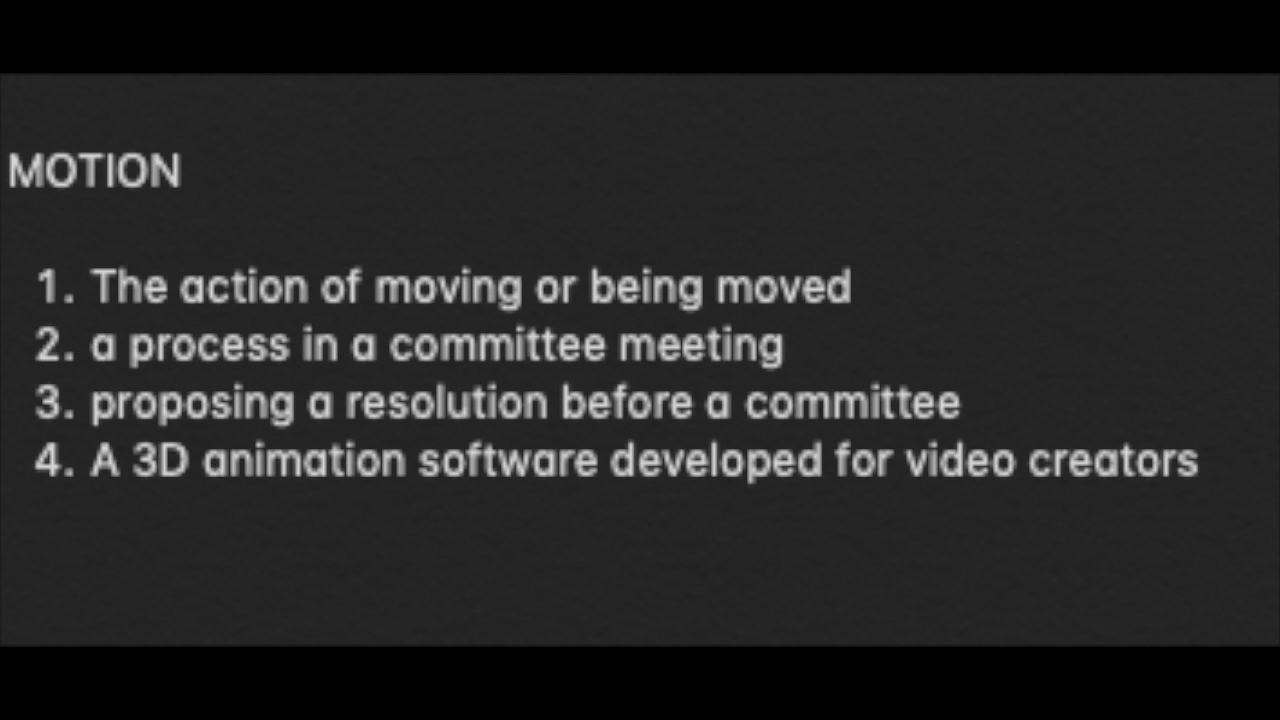 MOTION
1. The action of moving or being moved
2. a process in a committee meeting
3. proposing a resolution before a committee
4. A 3D animation software developed for video creators